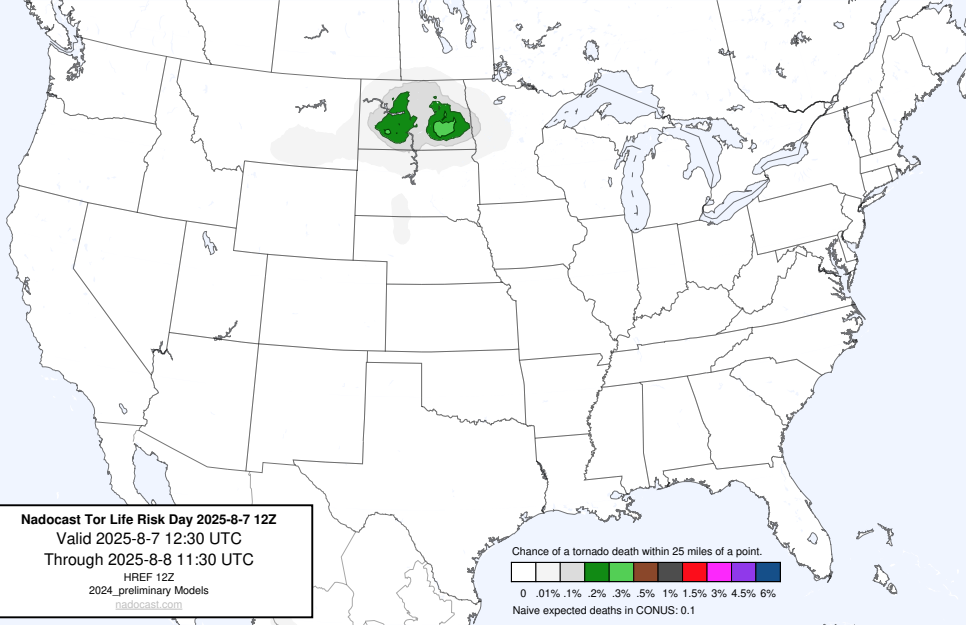 Nadocast Tor Life Risk Day 2025-8-7 12Z
Valid 2025-8-7 12:30 UTC
Through 2025-8-8 11:30 UTC
HREF 12Z
2024_preliminary Models
nadocast.com
Chance of a tornado death within 25 miles of a point.
0 .01% .1% .2% .3% .5% 1% 1.5% 3% 4.5% 6%
Naive expected deaths in CONUS: 0.1